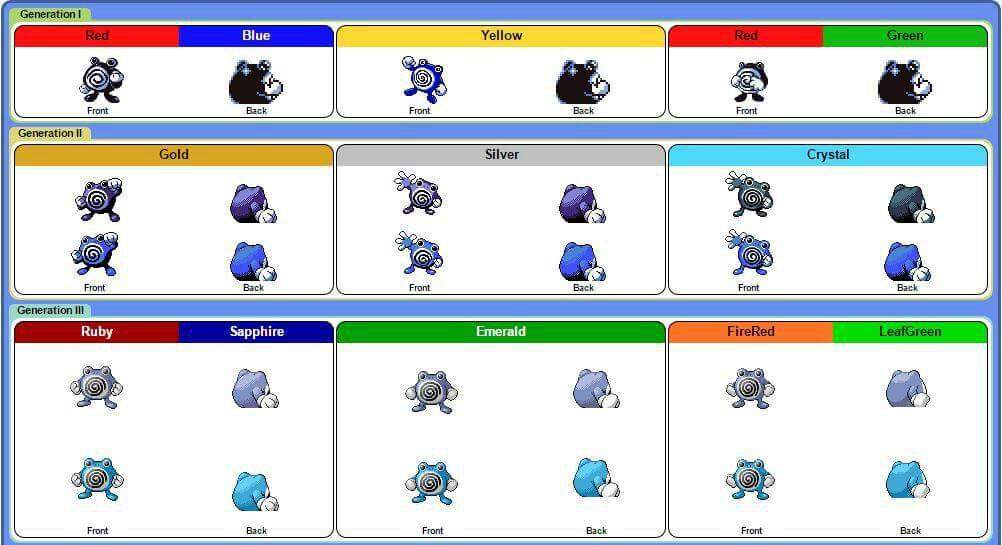 Generation I
Red Blue Yellow Red Green
Front Back Front Back Front Back
Generation II
Gold Silver Crystal
Front Back Front Back Front Back
Generation III
Ruby Sapphire Emerald FireRed LeafGreen
Front Back Front Back Front Back